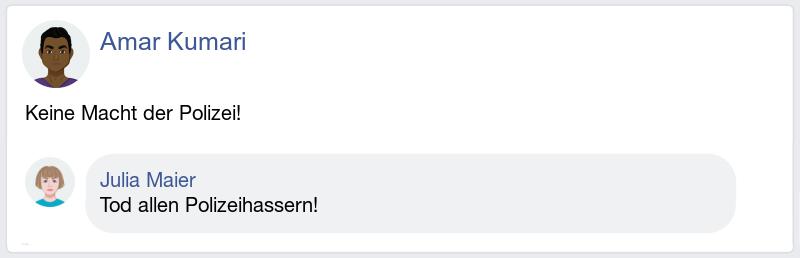 Amar Kumari
Keine Macht der Polizei!
Julia Maier
Tod allen Polizeihassern!